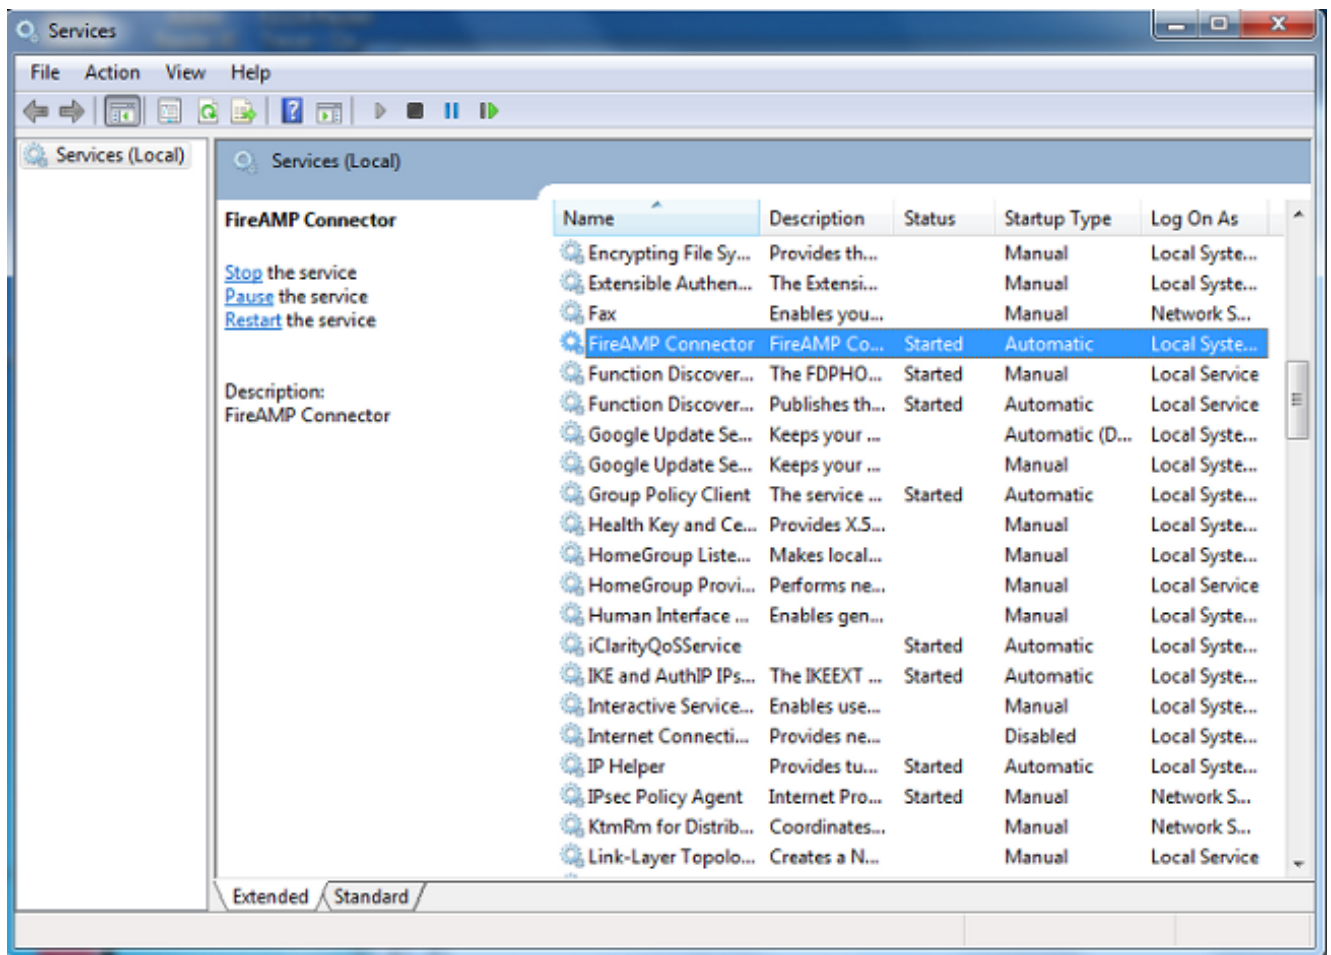 Services
File Action View Help
Services (Local)
Services (Local)
FireAMP Connector
Stop the service
Pause the service
Restart the service
Description:
FireAMP Connector
Name Description Status Startup Type Log On As
Encrypting File Sy... Provides th... Manual Local Syste...
Extensible Authen... The Extensi... Manual Local Syste...
Fax Enables you... Manual Network S...
FireAMP Connector FireAMP Co... Started Automatic Local Syste...
Function Discover... The FDPHO... Started Manual Local Service
Function Discover... Publishes th... Started Automatic Local Service
Google Update Se... Keeps your ... Automatic (D... Local Syste...
Google Update Se... Keeps your ... Manual Local Syste...
Group Policy Client The service ... Started Automatic Local Syste...
Health Key and Ce... Provides X.5... Manual Local Syste...
HomeGroup Liste... Makes local... Manual Local Syste...
HomeGroup Provi... Performs ne... Manual Local Service
Human Interface ... Enables gen... Manual Local Syste...
iClarityQoSService Started Automatic Local Syste...
IKE and AuthIP IPs... The IKEEXT ... Started Automatic Local Syste...
Interactive Service... Enables use... Manual Local Syste...
Internet Connecti... Provides ne... Disabled Local Syste...
IP Helper Provides tu... Started Automatic Local Syste...
IPsec Policy Agent Internet Pro... Started Manual Network S...
KtmRm for Distrib... Coordinates... Manual Network S...
Link-Layer Topolo... Creates a N... Manual Local Service
Extended Standard